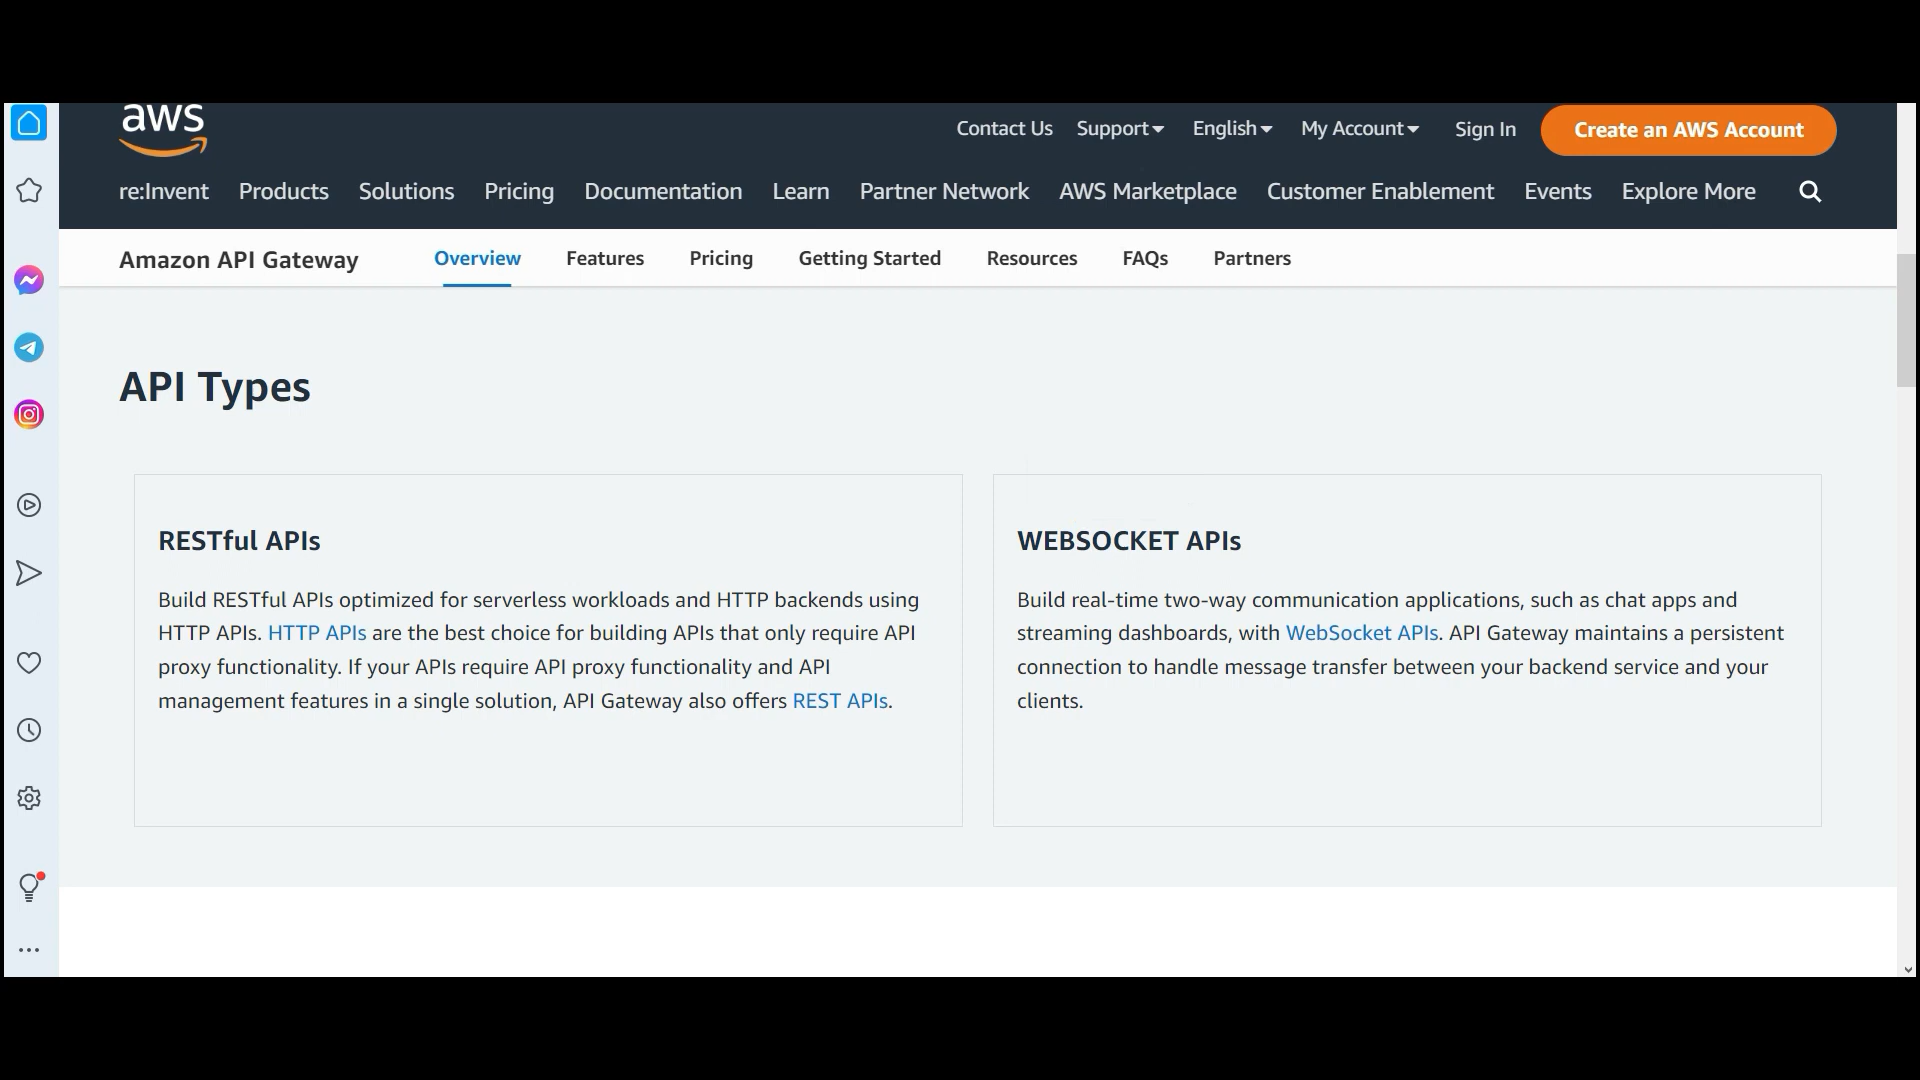 aws
Contact Us Support English My Account Sign In Create an AWS Account
re:Invent Products Solutions Pricing Documentation Learn Partner Network AWS Marketplace Customer Enablement Events Explore More
Amazon API Gateway Overview Features Pricing Getting Started Resources FAQs Partners
API Types
RESTful APIs
Build RESTful APIs optimized for serverless workloads and HTTP backends using
HTTP APIs. HTTP APIs are the best choice for building APIs that only require API
proxy functionality. If your APIs require API proxy functionality and API
management features in a single solution, API Gateway also offers REST APIs.
WEBSOCKET APIs
Build real-time two-way communication applications, such as chat apps and
streaming dashboards, with WebSocket APIs. API Gateway maintains a persistent
connection to handle message transfer between your backend service and your
clients.